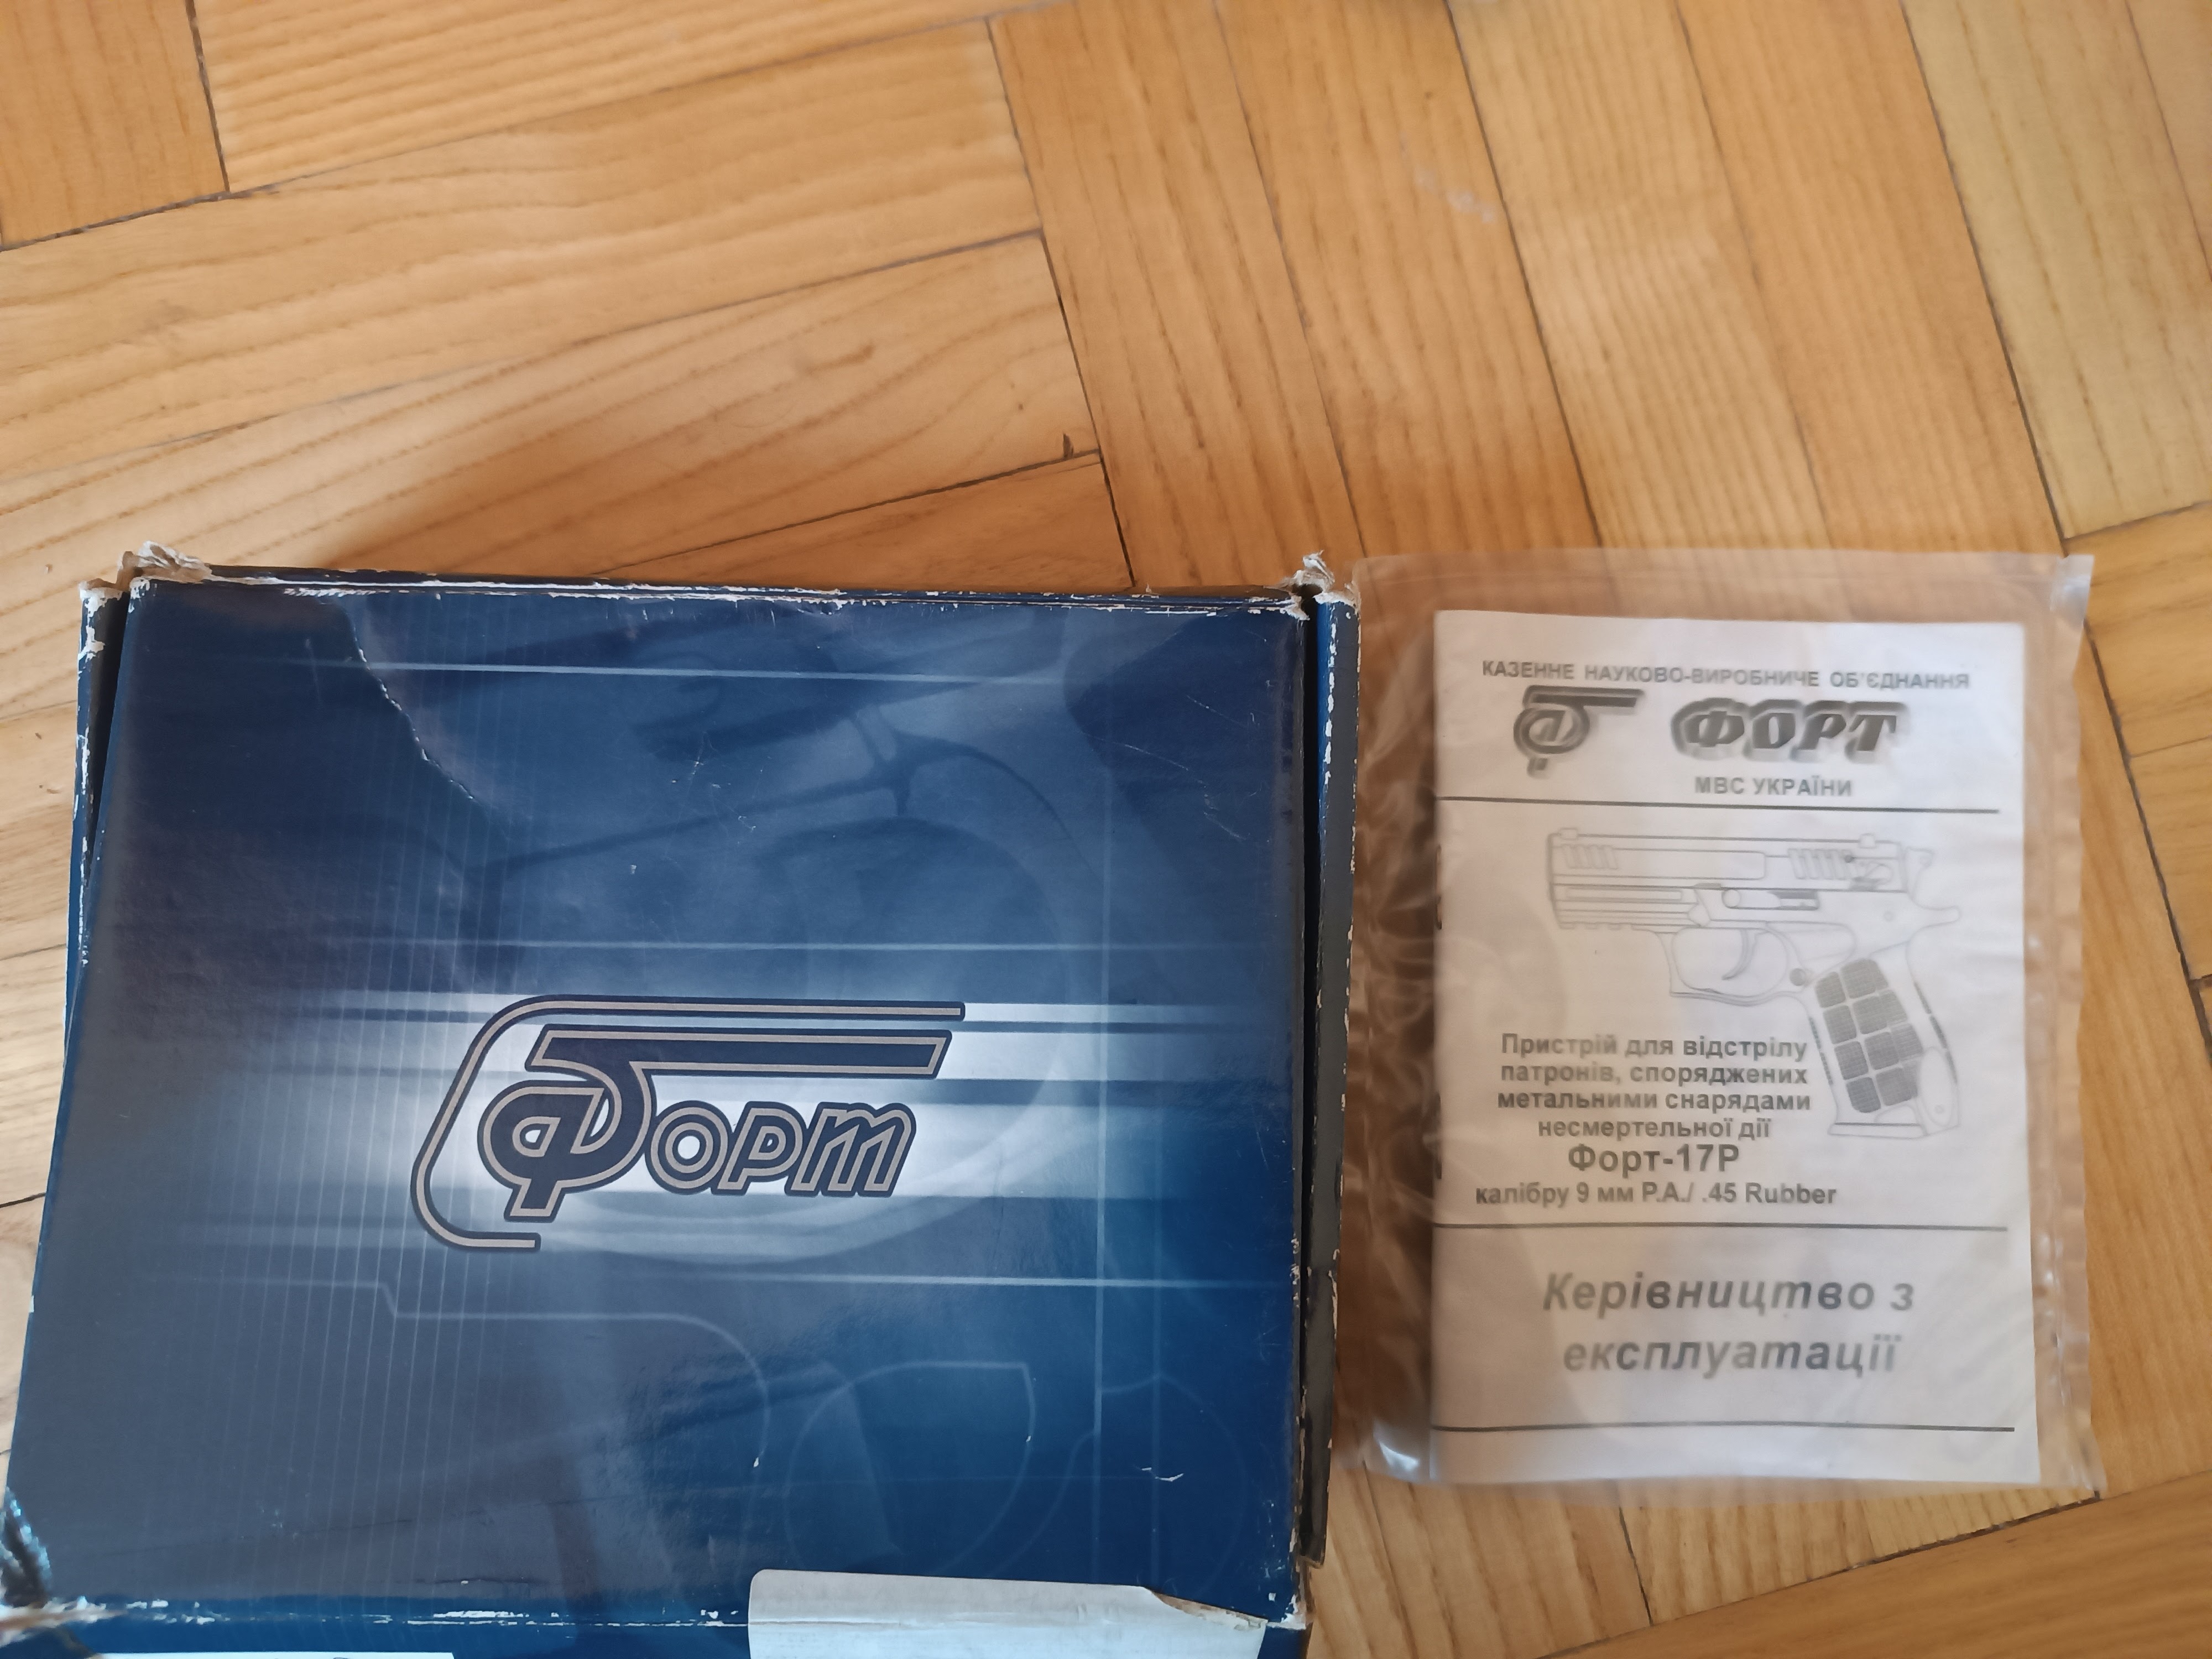 Форт
КАЗЕННЕ НАУКОВО-ВИРОБНИЧЕ ОБ'ЄДНАННЯ
ФОРТ
МВС УКРАЇНИ
Пристрій для відстрілу
патронів, споряджених
метальними снарядами
несмертельної дії
Форт-17Р
калібру 9 мм Р.А./ .45 Rubber
Керівництво з
експлуатації